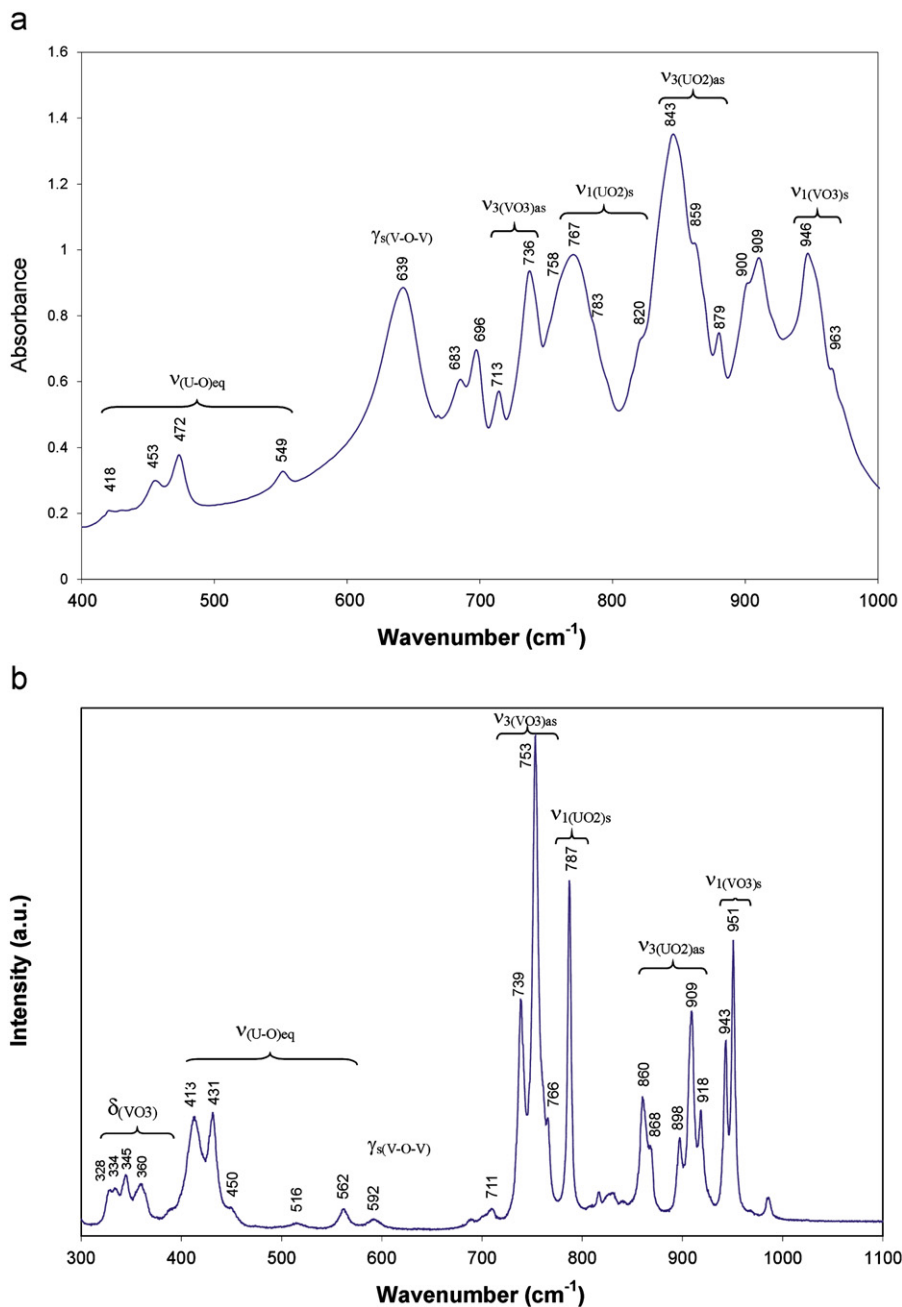 a
1.6
1.4
1.2
1
0.8
0.6
0.4
0.2
0
Absorbance
ν(U-O)eq
418
453
472
549
γs(V-O-V)
639
683
696
713
ν3(VO3)as
736
758
ν1(UO2)s
767
783
820
ν3(UO2)as
843
859
879
900
909
ν1(VO3)s
946
963
400 500 600 700 800 900 1000
Wavenumber (cm-1)
b
Intensity (a.u.)
δ(VO3)
328
334
345
360
ν(U-O)eq
413
431
450
516
562
γs(V-O-V)
592
711
ν3(VO3)as
739
753
766
ν1(UO2)s
787
ν3(UO2)as
860
868
898
909
918
ν1(VO3)s
943
951
300 400 500 600 700 800 900 1000 1100
Wavenumber (cm-1)